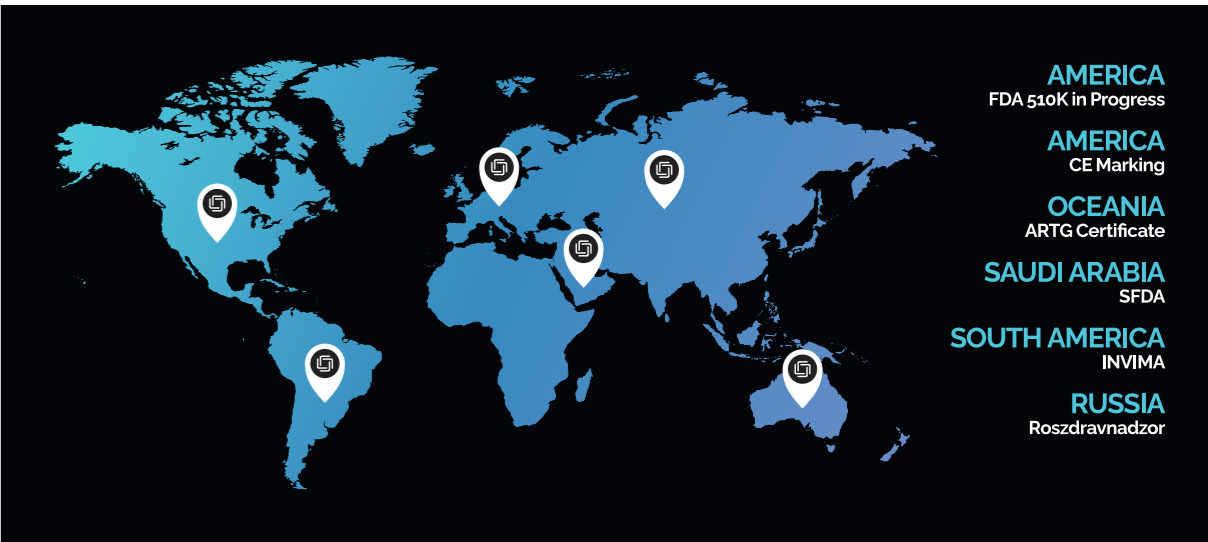 AMERICA
FDA 510K in Progress
AMERICA
CE Marking
OCEANIA
ARTG Certificate
SAUDI ARABIA
SFDA
SOUTH AMERICA
INVIMA
RUSSIA
Roszdravnadzor